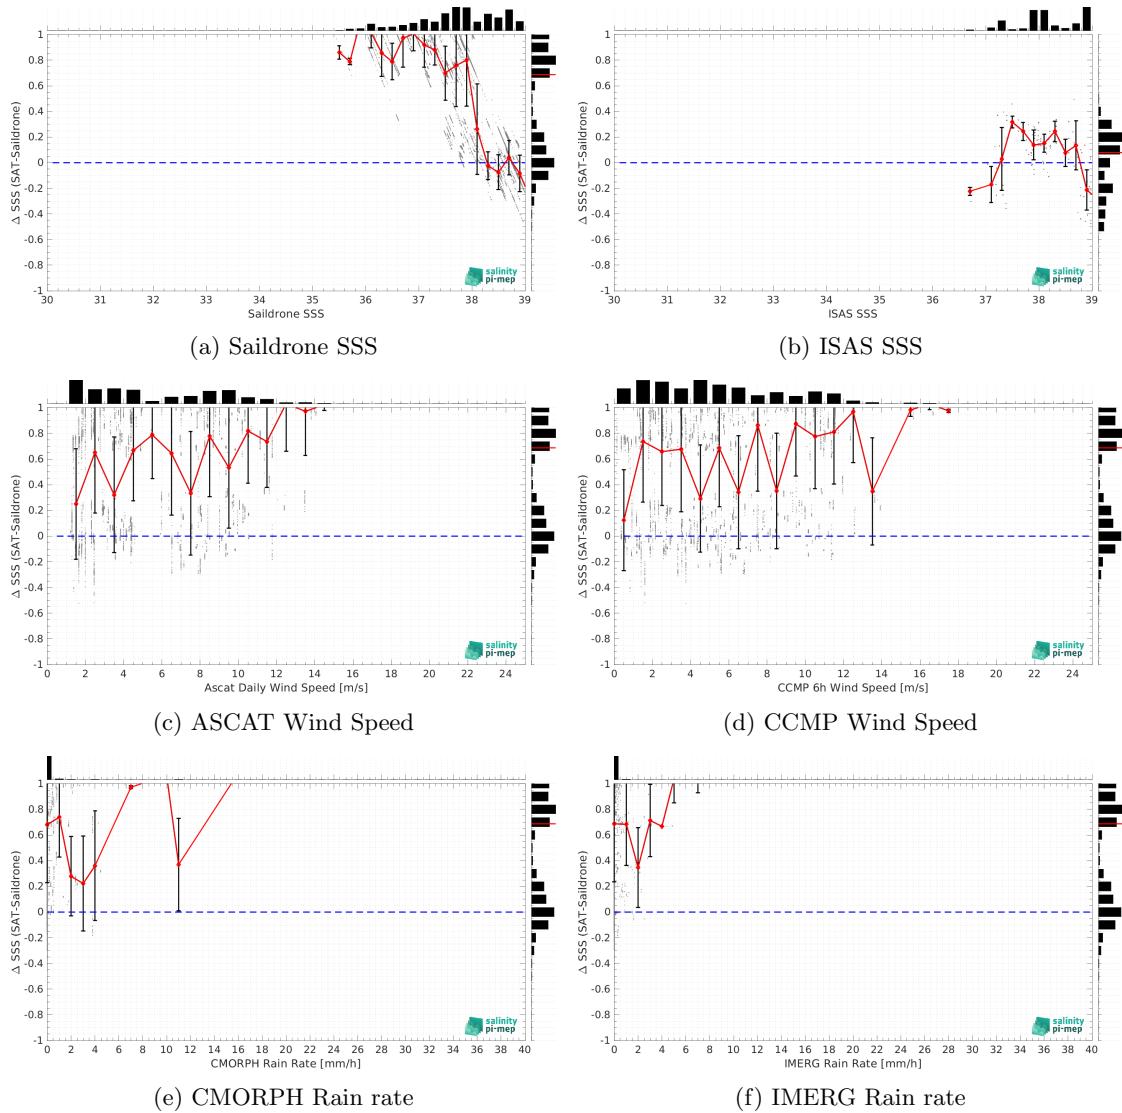 1
0.8
0.6
0.4
0.2
0
-0.2
-0.4
-0.6
-0.8
-1
Δ SSS (SAT-Saildrone)
salinity
pi-mep
30 31 32 33 34 35 36 37 38 39
Saildrone SSS
(a) Saildrone SSS
1
0.8
0.6
0.4
0.2
0
-0.2
-0.4
-0.6
-0.8
-1
Δ SSS (SAT-Saildrone)
salinity
pi-mep
30 31 32 33 34 35 36 37 38 39
ISAS SSS
(b) ISAS SSS
1
0.8
0.6
0.4
0.2
0
-0.2
-0.4
-0.6
-0.8
-1
Δ SSS (SAT-Saildrone)
salinity
pi-mep
0 2 4 6 8 10 12 14 16 18 20 22 24
Ascat Daily Wind Speed [m/s]
(c) ASCAT Wind Speed
1
0.8
0.6
0.4
0.2
0
-0.2
-0.4
-0.6
-0.8
-1
Δ SSS (SAT-Saildrone)
salinity
pi-mep
0 2 4 6 8 10 12 14 16 18 20 22 24
CCMP 6h Wind Speed [m/s]
(d) CCMP Wind Speed
1
0.8
0.6
0.4
0.2
0
-0.2
-0.4
-0.6
-0.8
-1
Δ SSS (SAT-Saildrone)
salinity
pi-mep
0 2 4 6 8 10 12 14 16 18 20 22 24 26 28 30 32 34 36 38 40
CMORPH Rain Rate [mm/h]
(e) CMORPH Rain rate
1
0.8
0.6
0.4
0.2
0
-0.2
-0.4
-0.6
-0.8
-1
Δ SSS (SAT-Saildrone)
salinity
pi-mep
0 2 4 6 8 10 12 14 16 18 20 22 24 26 28 30 32 34 36 38 40
IMERG Rain Rate [mm/h]
(f) IMERG Rain rate